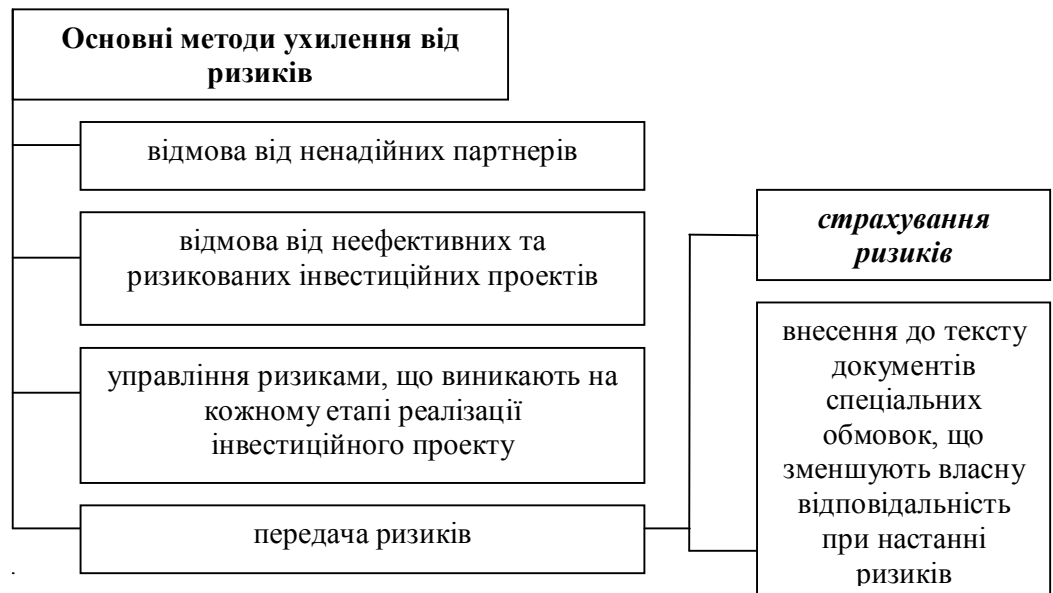 Основні методи ухилення від
ризиків
відмова від ненадійних партнерів
відмова від неефективних та
ризикованих інвестиційних проектів
управління ризиками, що виникають на
кожному етапі реалізації
інвестиційного проекту
передача ризиків
страхування
ризиків
внесення до тексту
документів
спеціальних
обмовок, що
зменшують власну
відповідальність
при настанні
ризиків